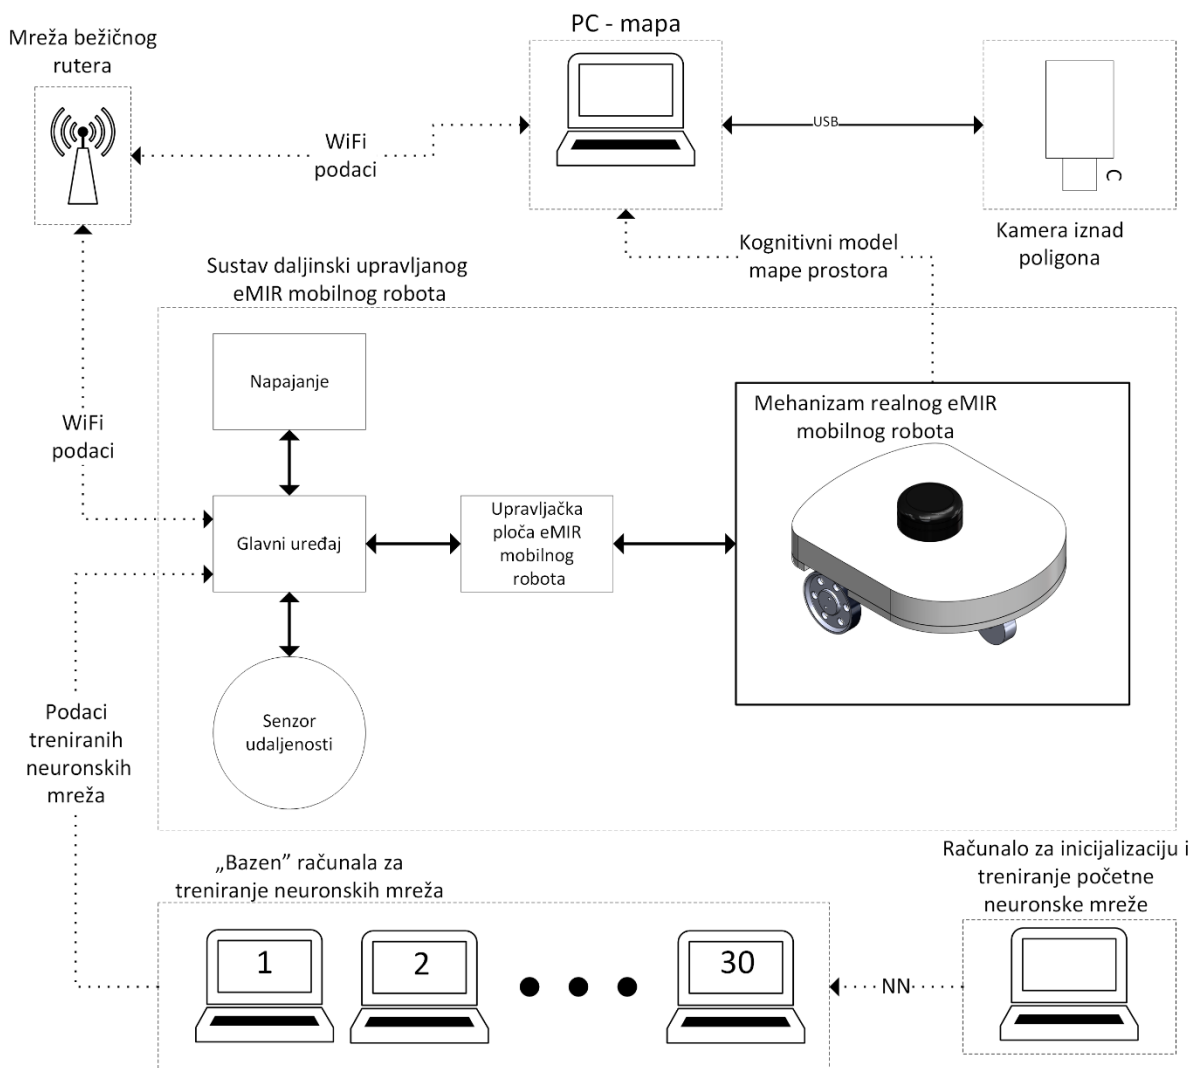 PC - mapa
Mreža bežičnog
rutera
WiFi
podaci
USB
C
Kamera iznad
poligona
Kognitivni model
mape prostora
Sustav daljinski upravljanog
eMIR mobilnog robota
Napajanje
Mehanizam realnog eMIR
mobilnog robota
WiFi
podaci
Glavni uređaj
Upravljačka
ploča eMIR
mobilnog
robota
Senzor
udaljenosti
Podaci
treniranih
neuronskih
mreža
„Bazen” računala za
treniranje neuronskih mreža
Računalo za inicijalizaciju i
treniranje početne
neuronske mreže
1
2
30
NN